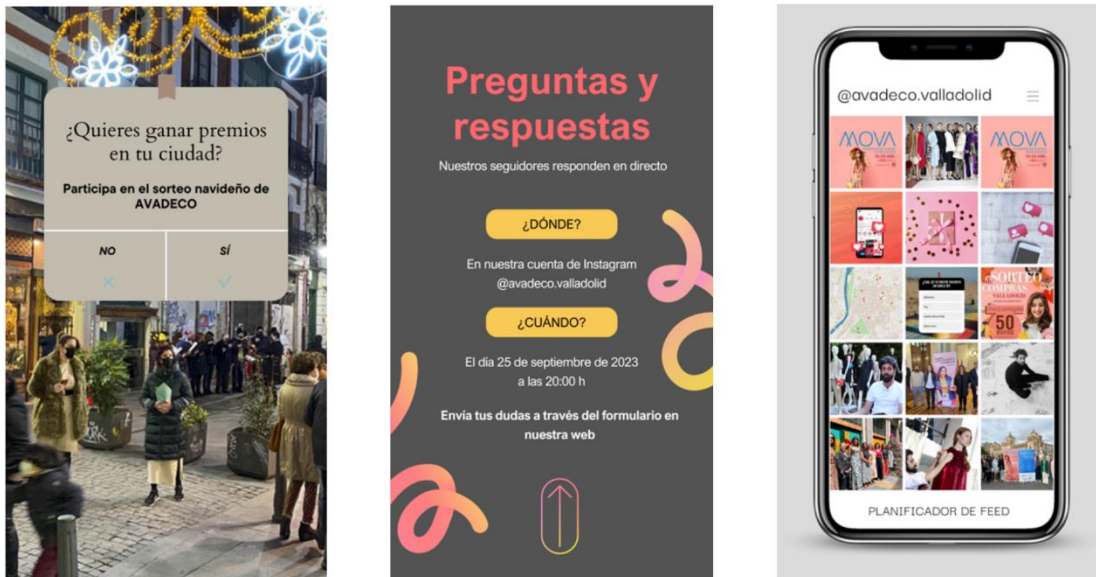 ¿Quieres ganar premios
en tu ciudad?
Participa en el sorteo navideño de
AVADECO
NO
SÍ
Preguntas y
respuestas
Nuestros seguidores responden en directo
¿DÓNDE?
En nuestra cuenta de Instagram
@avadeco.valladolid
¿CUÁNDO?
El día 25 de septiembre de 2023
a las 20:00 h
Envía tus dudas a través del formulario en
nuestra web
@avadeco.valladolid
MOVA
MOVA
SORTEO
COMPRAS
VALLADOLID
50
EUROS
PLANIFICADOR DE FEED